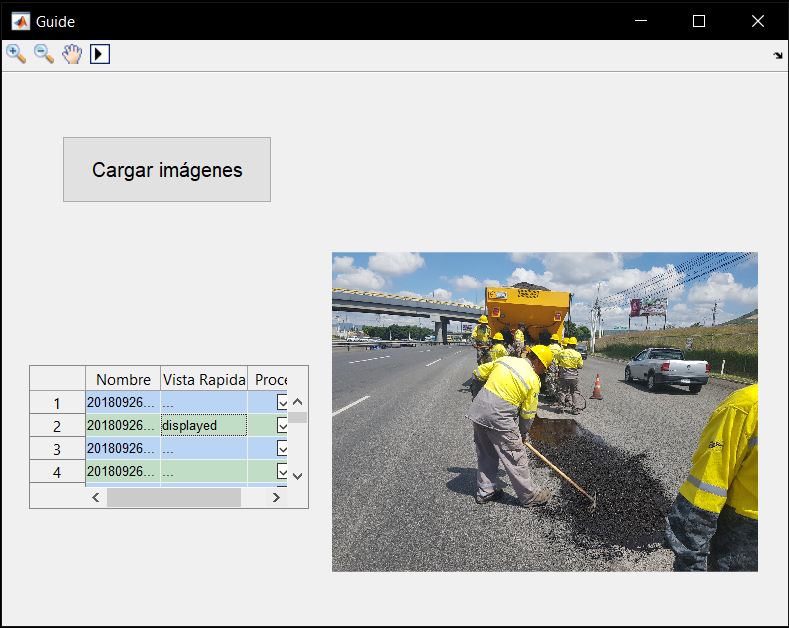 Guide
Cargar imágenes
Nombre Vista Rapida Proce
1 20180926... ...
2 20180926... displayed
3 20180926... ...
4 20180926... ...